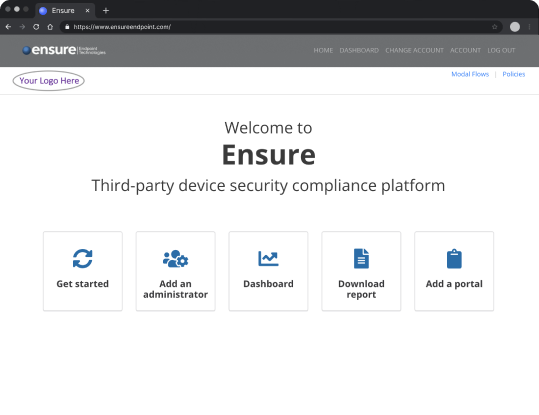 Ensure
https://www.ensureendpoint.com/
ensure Endpoint Technologies
HOME DASHBOARD CHANGE ACCOUNT ACCOUNT LOG OUT
Your Logo Here
Modal Flows | Policies
Welcome to
Ensure
Third-party device security compliance platform
Get started
Add an
administrator
Dashboard
Download
report
Add a portal